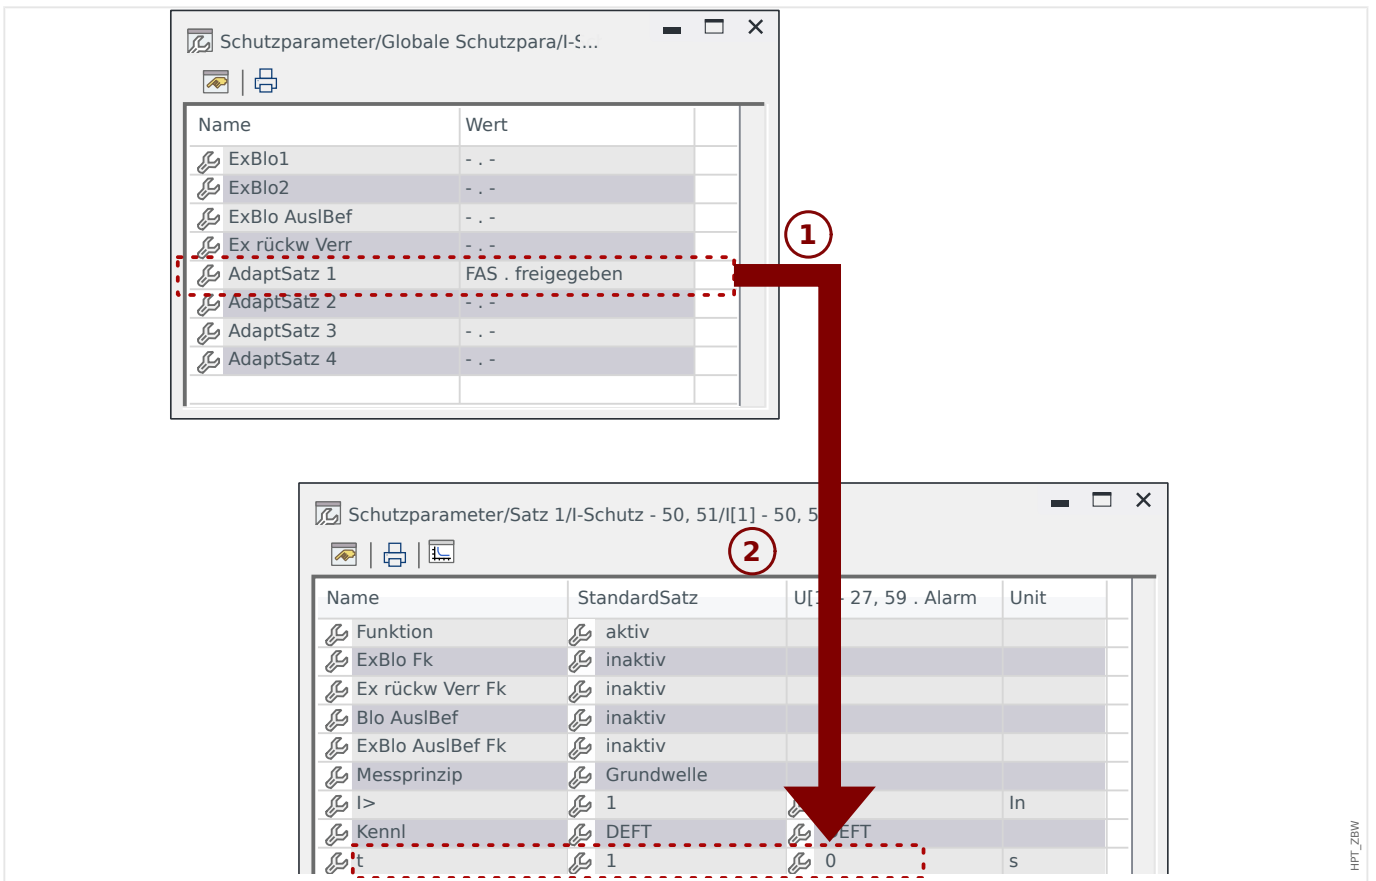 Schutzparameter/Globale Schutzpara/I-S...
Name Wert
ExBlo1 - . -
ExBlo2 - . -
ExBlo AuslBef - . -
Ex rückw Verr - . -
AdaptSatz 1 FAS . freigegeben
AdaptSatz 2 - . -
AdaptSatz 3 - . -
AdaptSatz 4 - . -
1
Schutzparameter/Satz 1/I-Schutz - 50, 51/I[1] - 50, 5
2
Name StandardSatz U[1] - 27, 59 . Alarm Unit
Funktion aktiv
ExBlo Fk inaktiv
Ex rückw Verr Fk inaktiv
Blo AuslBef inaktiv
ExBlo AuslBef Fk inaktiv
Messprinzip Grundwelle
I> 1 In
Kennl DEFT DEFT
t 1 0 s
HPT_ZBW